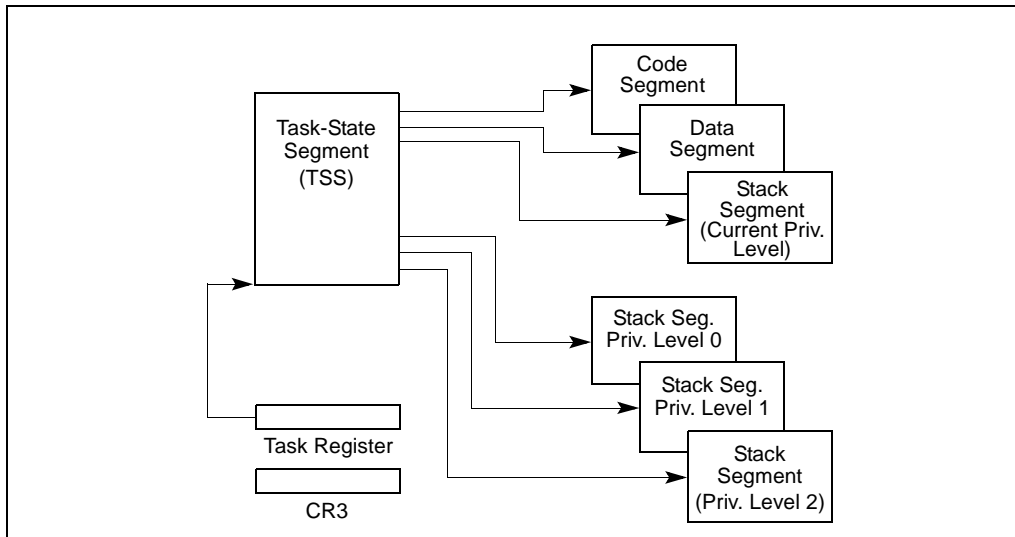 Task-State
Segment
(TSS)
Code
Segment
Data
Segment
Stack
Segment
(Current Priv.
Level)
Stack Seg.
Priv. Level 0
Stack Seg.
Priv. Level 1
Stack
Segment
(Priv. Level 2)
Task Register
CR3